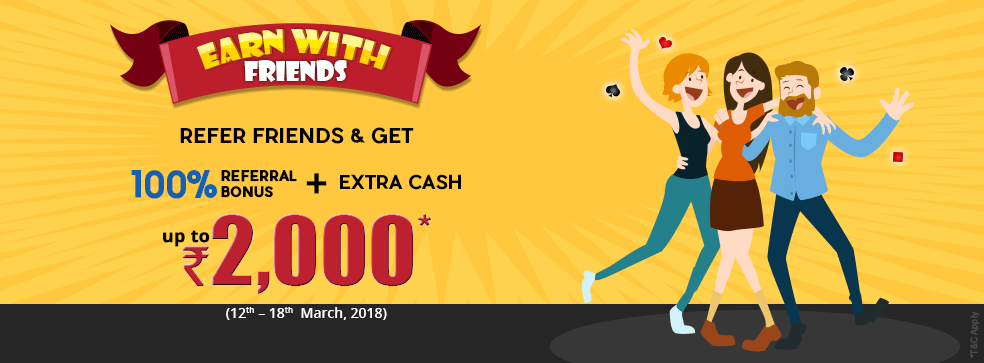 EARN WITH
FRIENDS
REFER FRIENDS & GET
100% REFERRAL BONUS + EXTRA CASH
up to ₹2,000*
(12th – 18th March, 2018)
*T&C Apply